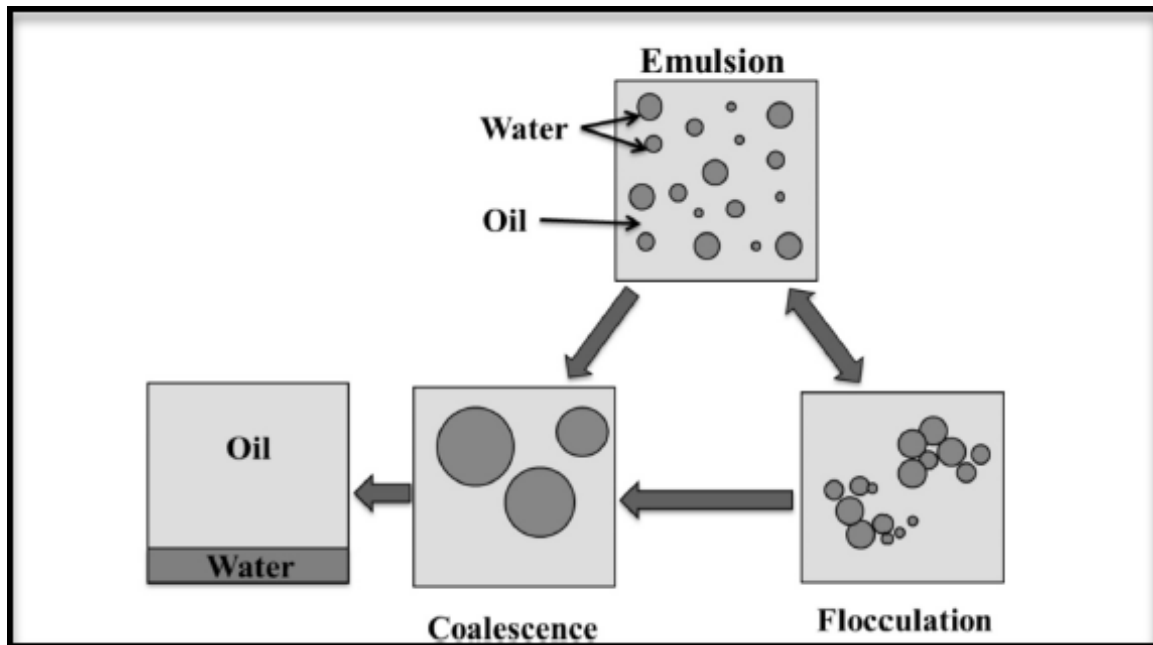 Emulsion
Water
Oil
Oil
Water
Coalescence
Flocculation